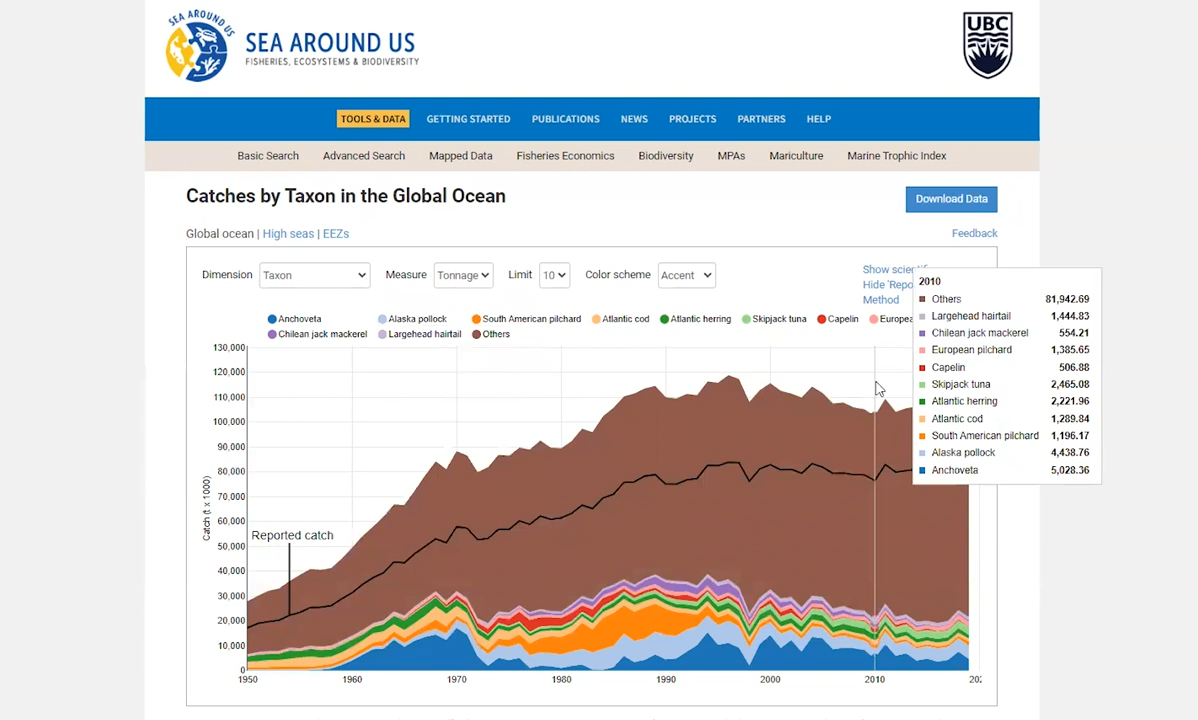 SEA AROUND US
SEA AROUND US
FISHERIES, ECOSYSTEMS & BIODIVERSITY
UBC
TOOLS & DATA GETTING STARTED PUBLICATIONS NEWS PROJECTS PARTNERS HELP
Basic Search Advanced Search Mapped Data Fisheries Economics Biodiversity MPAs Mariculture Marine Trophic Index
Catches by Taxon in the Global Ocean
Download Data
Global ocean | High seas | EEZs
Feedback
Dimension Taxon Measure Tonnage Limit 10 Color scheme Accent
Show
Hide
Method
Anchoveta Alaska pollock South American pilchard Atlantic cod Atlantic herring Skipjack tuna Capelin
Chilean jack mackerel Largehead hairtail Others
2010
Others 81,942.69
Largehead hairtail 1,444.83
Chilean jack mackerel 554.21
European pilchard 1,385.65
Capelin 506.88
Skipjack tuna 2,465.08
Atlantic herring 2,221.96
Atlantic cod 1,289.84
South American pilchard 1,196.17
Alaska pollock 4,438.76
Anchoveta 5,028.36
Catch (t x 1000)
130,000
120,000
110,000
100,000
90,000
80,000
70,000
60,000
50,000
40,000
30,000
20,000
10,000
0
Reported catch
1950 1960 1970 1980 1990 2000 2010